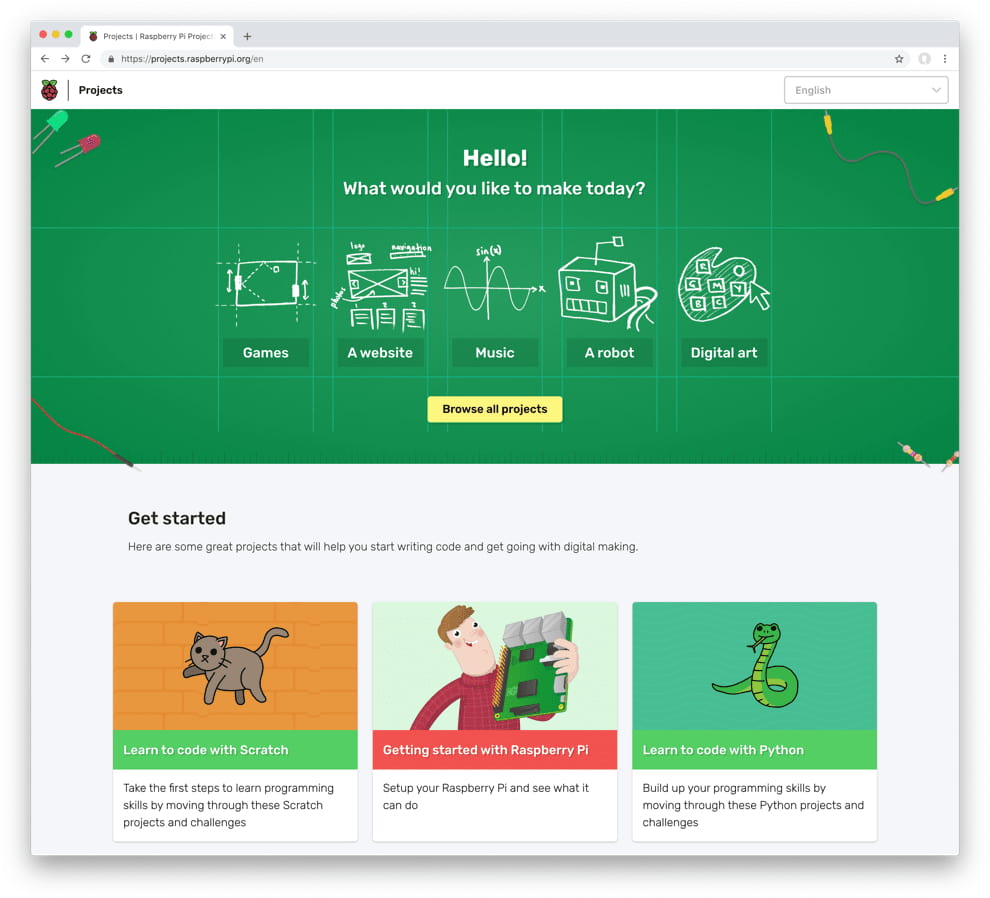 Projects | Raspberry Pi Project
https://projects.raspberrypi.org/en
Projects
English
Hello!
What would you like to make today?
logo
navigation
hi!
photos
1 2 3
sin(x)
x
R
G M Y
B C
Games
A website
Music
A robot
Digital art
Browse all projects
Get started
Here are some great projects that will help you start writing code and get going with digital making.
Learn to code with Scratch
Take the first steps to learn programming
skills by moving through these Scratch
projects and challenges
Getting started with Raspberry Pi
Setup your Raspberry Pi and see what it
can do
Learn to code with Python
Build up your programming skills by
moving through these Python projects and
challenges